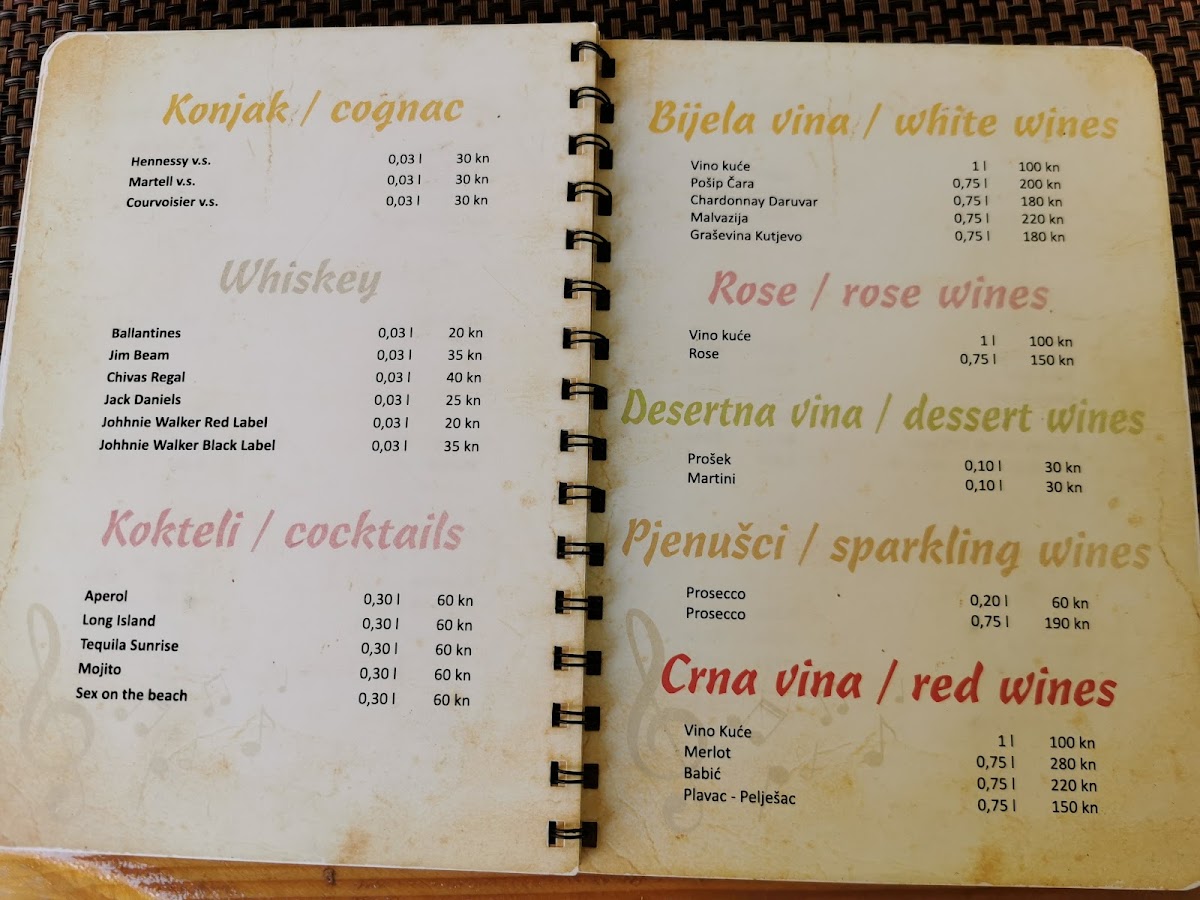 Konjak / cognac
Hennessy v.s. 0,03 l 30 kn
Martell v.s. 0,03 l 30 kn
Courvoisier v.s. 0,03 l 30 kn
Whiskey
Ballantines 0,03 l 20 kn
Jim Beam 0,03 l 35 kn
Chivas Regal 0,03 l 40 kn
Jack Daniels 0,03 l 25 kn
Johhnie Walker Red Label 0,03 l 20 kn
Johhnie Walker Black Label 0,03 l 35 kn
Kokteli / cocktails
Aperol 0,30 l 60 kn
Long Island 0,30 l 60 kn
Tequila Sunrise 0,30 l 60 kn
Mojito 0,30 l 60 kn
Sex on the beach 0,30 l 60 kn
Bijela vina / white wines
Vino kuće 1 l 100 kn
Pošip Čara 0,75 l 200 kn
Chardonnay Daruvar 0,75 l 180 kn
Malvazija 0,75 l 220 kn
Graševina Kutjevo 0,75 l 180 kn
Rose / rose wines
Vino kuće 1 l 100 kn
Rose 0,75 l 150 kn
Desertna vina / dessert wines
Prošek 0,10 l 30 kn
Martini 0,10 l 30 kn
Pjenušci / sparkling wines
Prosecco 0,20 l 60 kn
Prosecco 0,75 l 190 kn
Crna vina / red wines
Vino Kuće 1 l 100 kn
Merlot 0,75 l 280 kn
Babić 0,75 l 220 kn
Plavac - Pelješac 0,75 l 150 kn